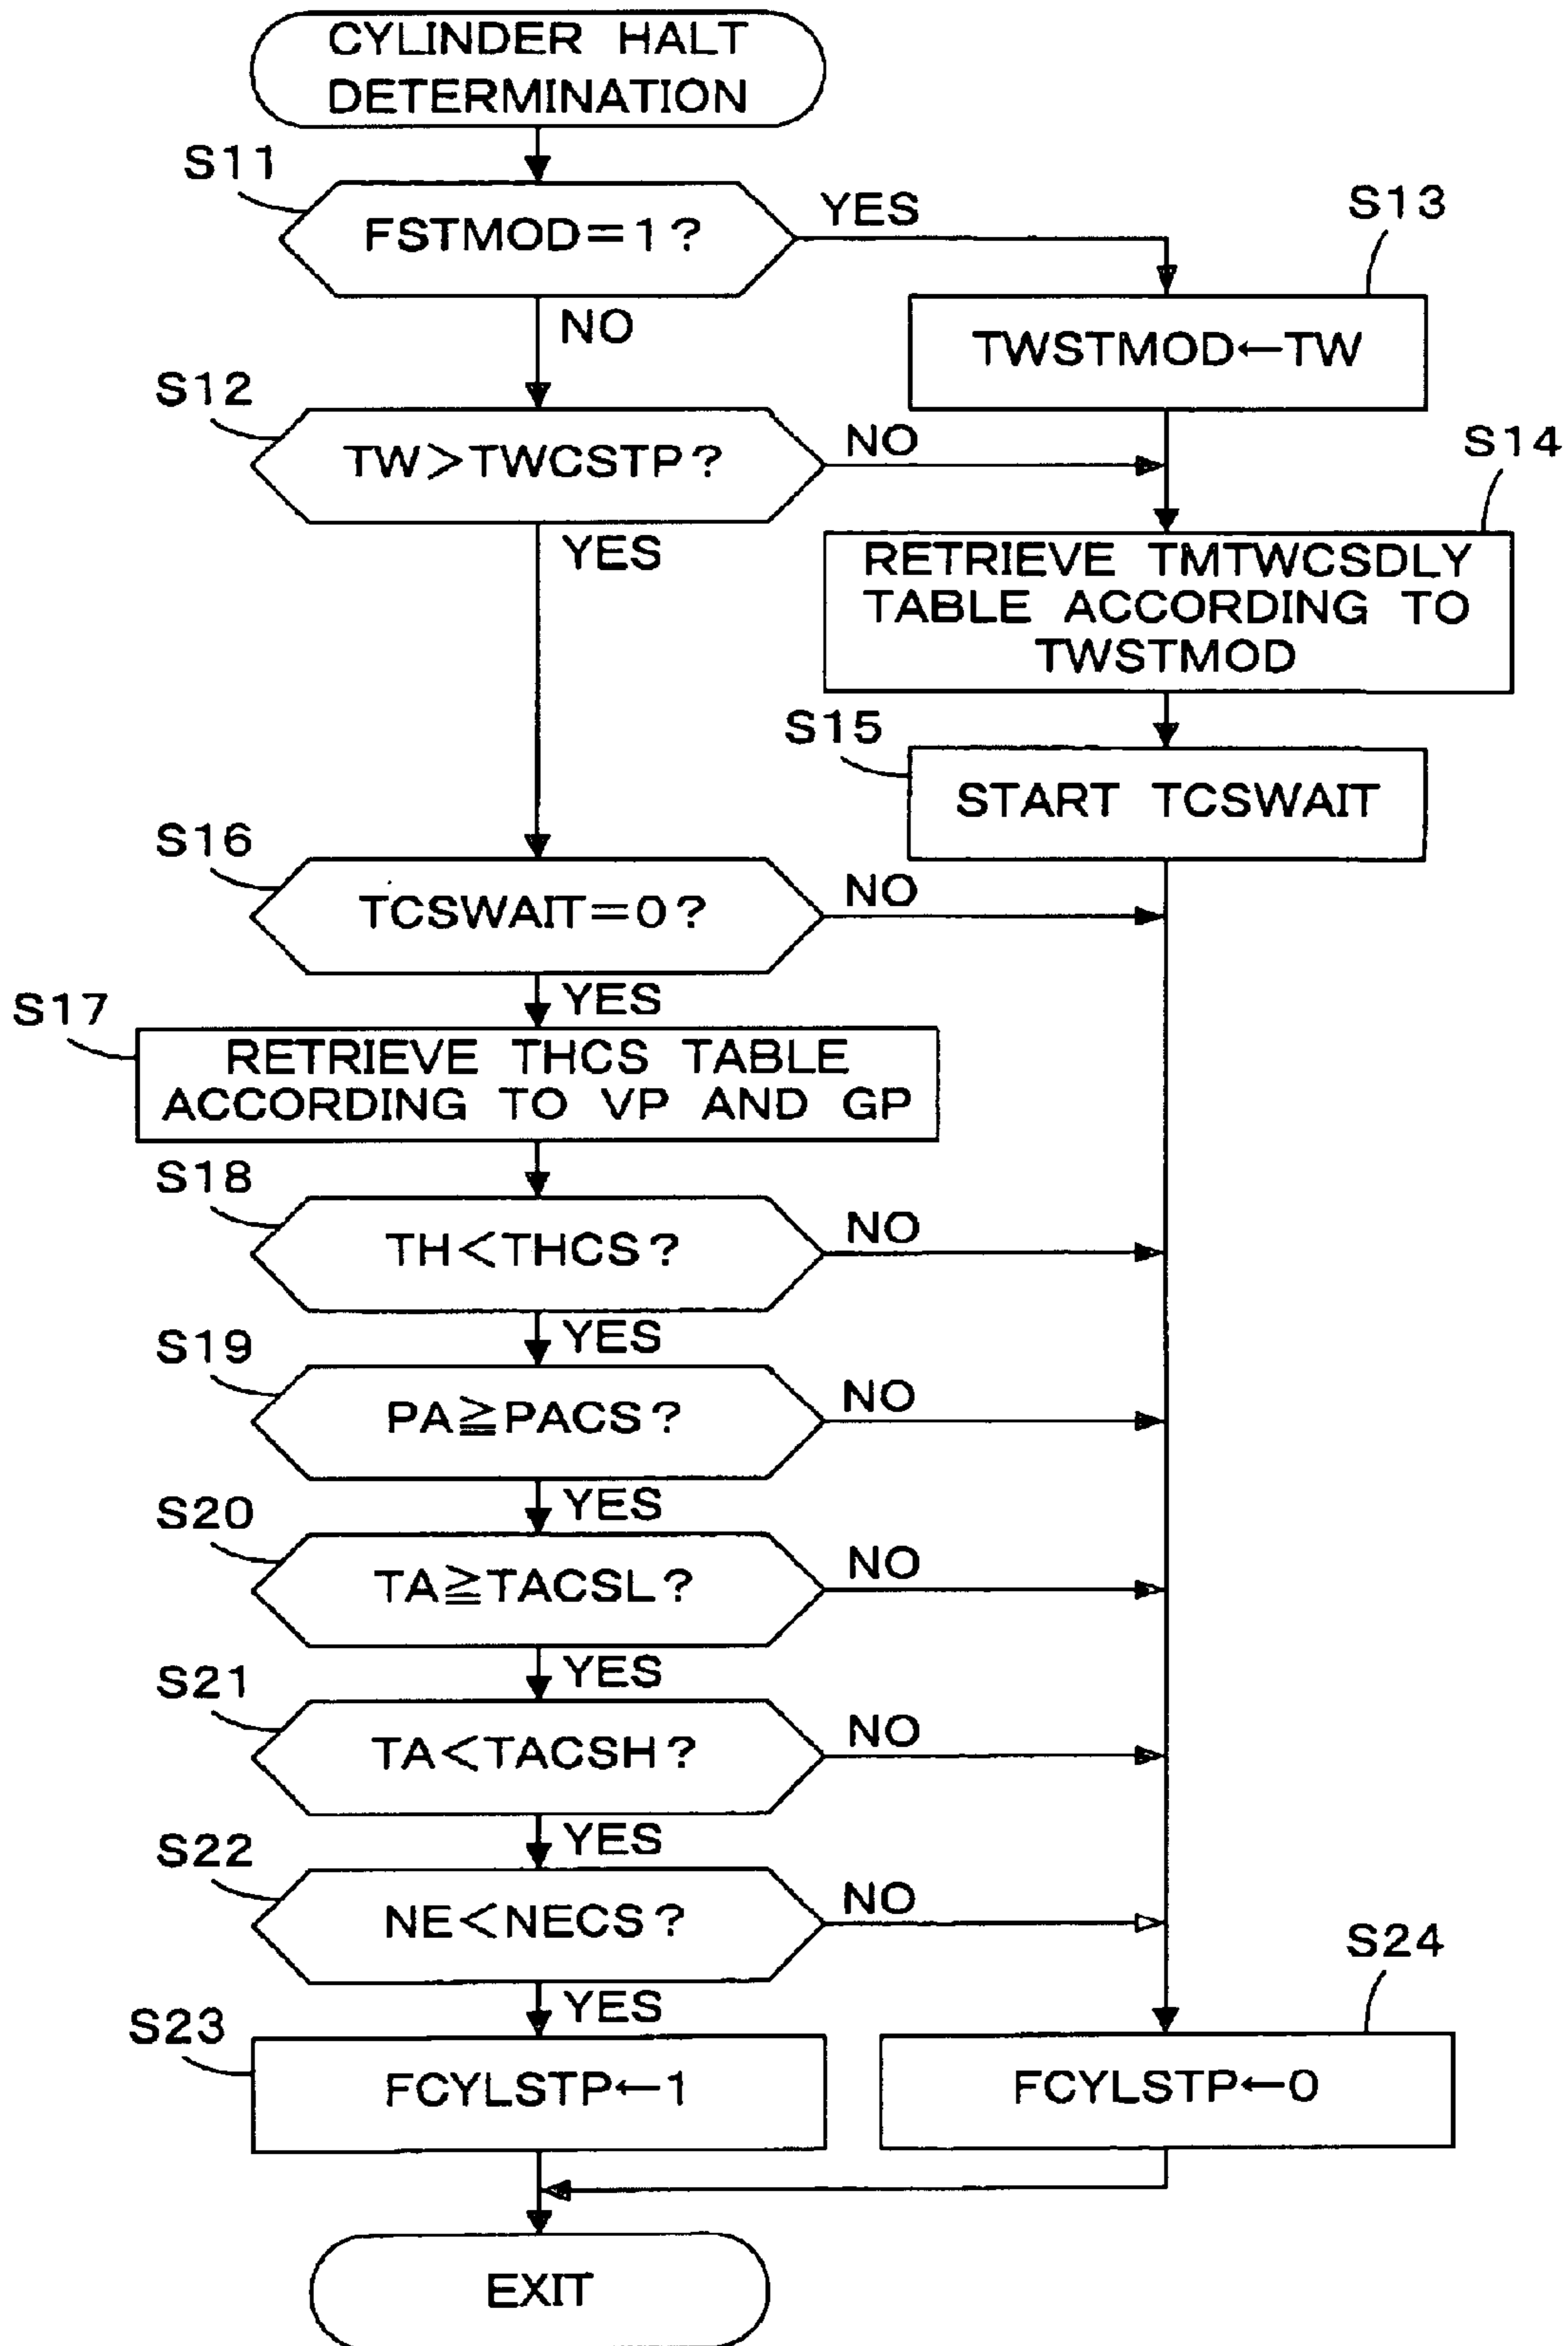 CYLINDER HALT
DETERMINATION
S11
FSTMOD=1?
YES
NO
S13
TWSTMOD←TW
S12
TW>TWCSTP?
NO
YES
S14
RETRIEVE TMTWCSDLY
TABLE ACCORDING TO
TWSTMOD
S15
START TCSWAIT
S16
TCSWAIT=0?
NO
YES
S17
RETRIEVE THCS TABLE
ACCORDING TO VP AND GP
S18
TH<THCS?
NO
YES
S19
PA≧PACS?
NO
YES
S20
TA≧TACSL?
NO
YES
S21
TA<TACSH?
NO
YES
S22
NE<NECS?
NO
YES
S23
FCYLSTP←1
S24
FCYLSTP←0
EXIT